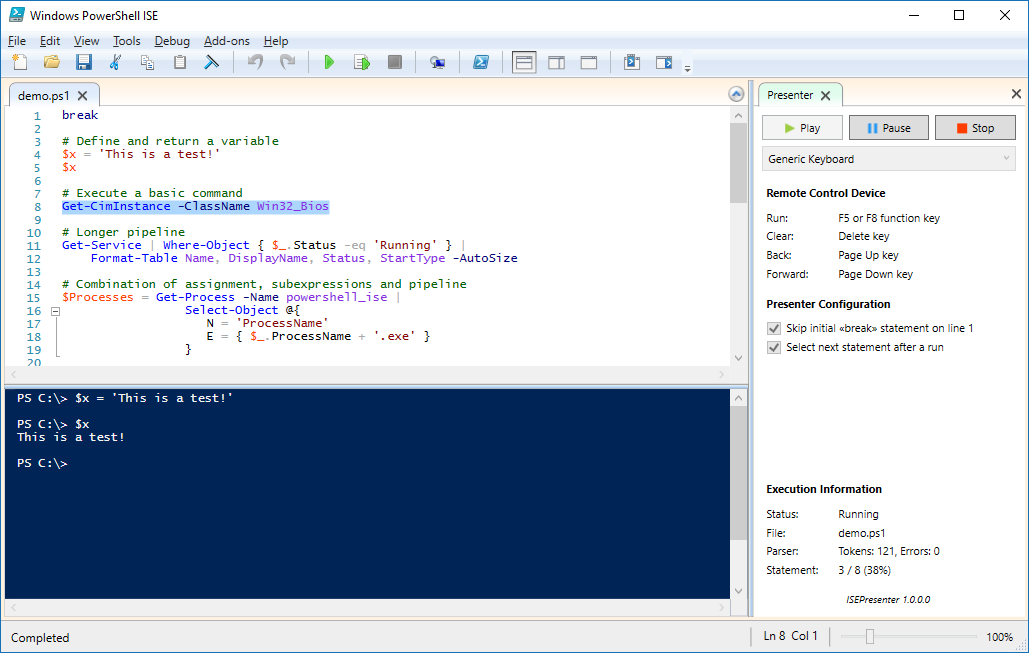 Windows PowerShell ISE
File Edit View Tools Debug Add-ons Help
demo.ps1
1 break
2
3 # Define and return a variable
4 $x = 'This is a test!'
5 $x
6
7 # Execute a basic command
8 Get-CimInstance -ClassName Win32_Bios
9
10 # Longer pipeline
11 Get-Service | Where-Object { $_.Status -eq 'Running' } |
12 Format-Table Name, DisplayName, Status, StartType -AutoSize
13
14 # Combination of assignment, subexpressions and pipeline
15 $Processes = Get-Process -Name powershell_ise |
16 Select-Object @{
17 N = 'ProcessName'
18 E = { $_.ProcessName + '.exe' }
19 }
20
PS C:\> $x = 'This is a test!'
PS C:\> $x
This is a test!
PS C:\>
Presenter
Play Pause Stop
Generic Keyboard
Remote Control Device
Run: F5 or F8 function key
Clear: Delete key
Back: Page Up key
Forward: Page Down key
Presenter Configuration
Skip initial «break» statement on line 1
Select next statement after a run
Execution Information
Status: Running
File: demo.ps1
Parser: Tokens: 121, Errors: 0
Statement: 3 / 8 (38%)
ISEPresenter 1.0.0.0
Completed
Ln 8 Col 1
100%